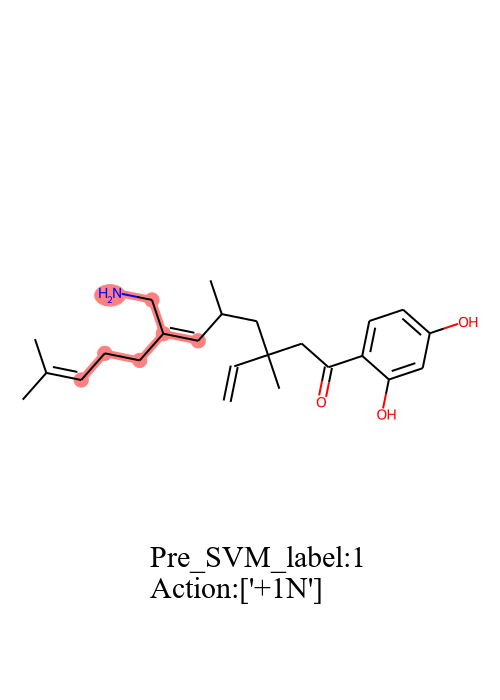 H2N
OH
O
OH
Pre_SVM_label:1
Action:['+1N']